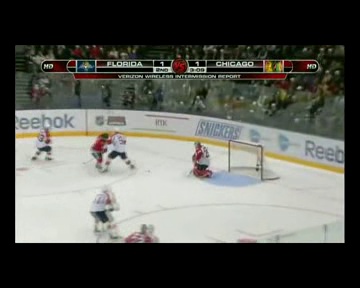 HD FLORIDA 1 2ND 1 CHICAGO HD
3:09
VERIZON WIRELESS INTERMISSION REPORT
Reebok
SNICKERS
Reebok